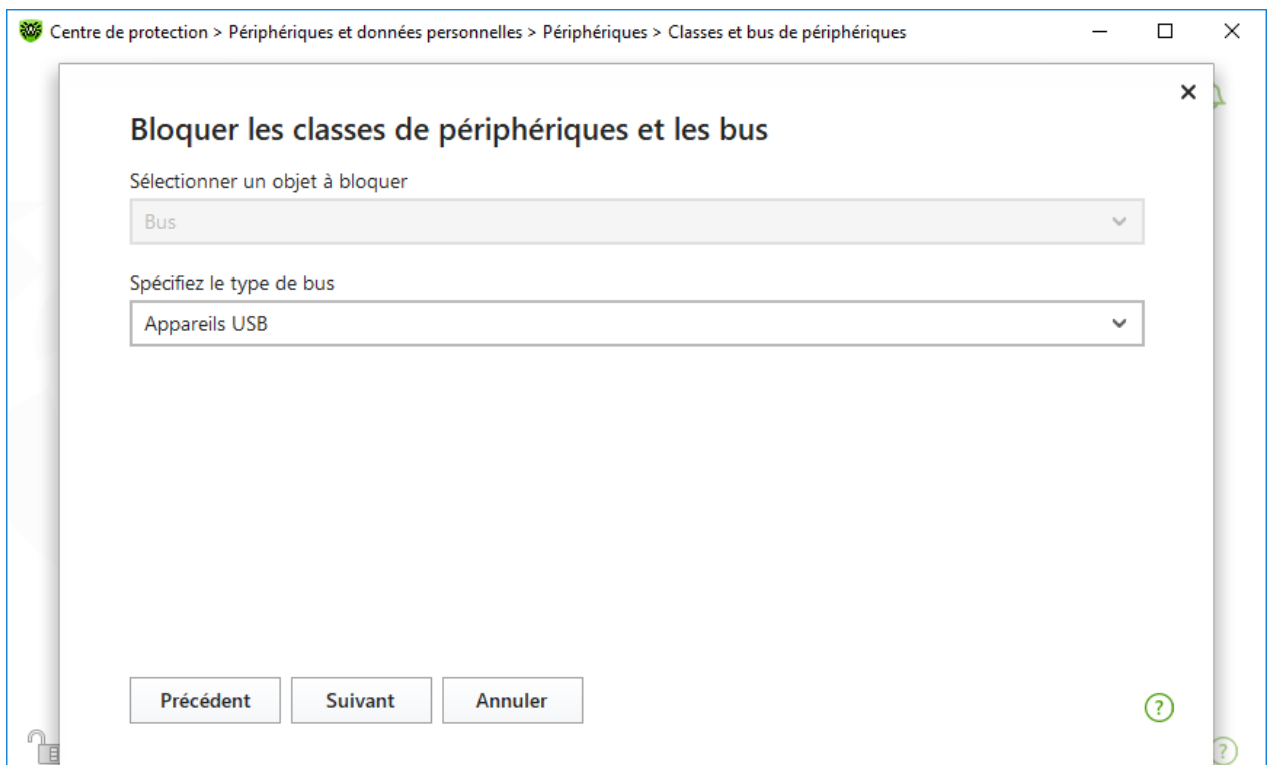 Centre de protection > Périphériques et données personnelles > Périphériques > Classes et bus de périphériques
Bloquer les classes de périphériques et les bus
Sélectionner un objet à bloquer
Bus
Spécifiez le type de bus
Appareils USB
Précédent
Suivant
Annuler
?
?